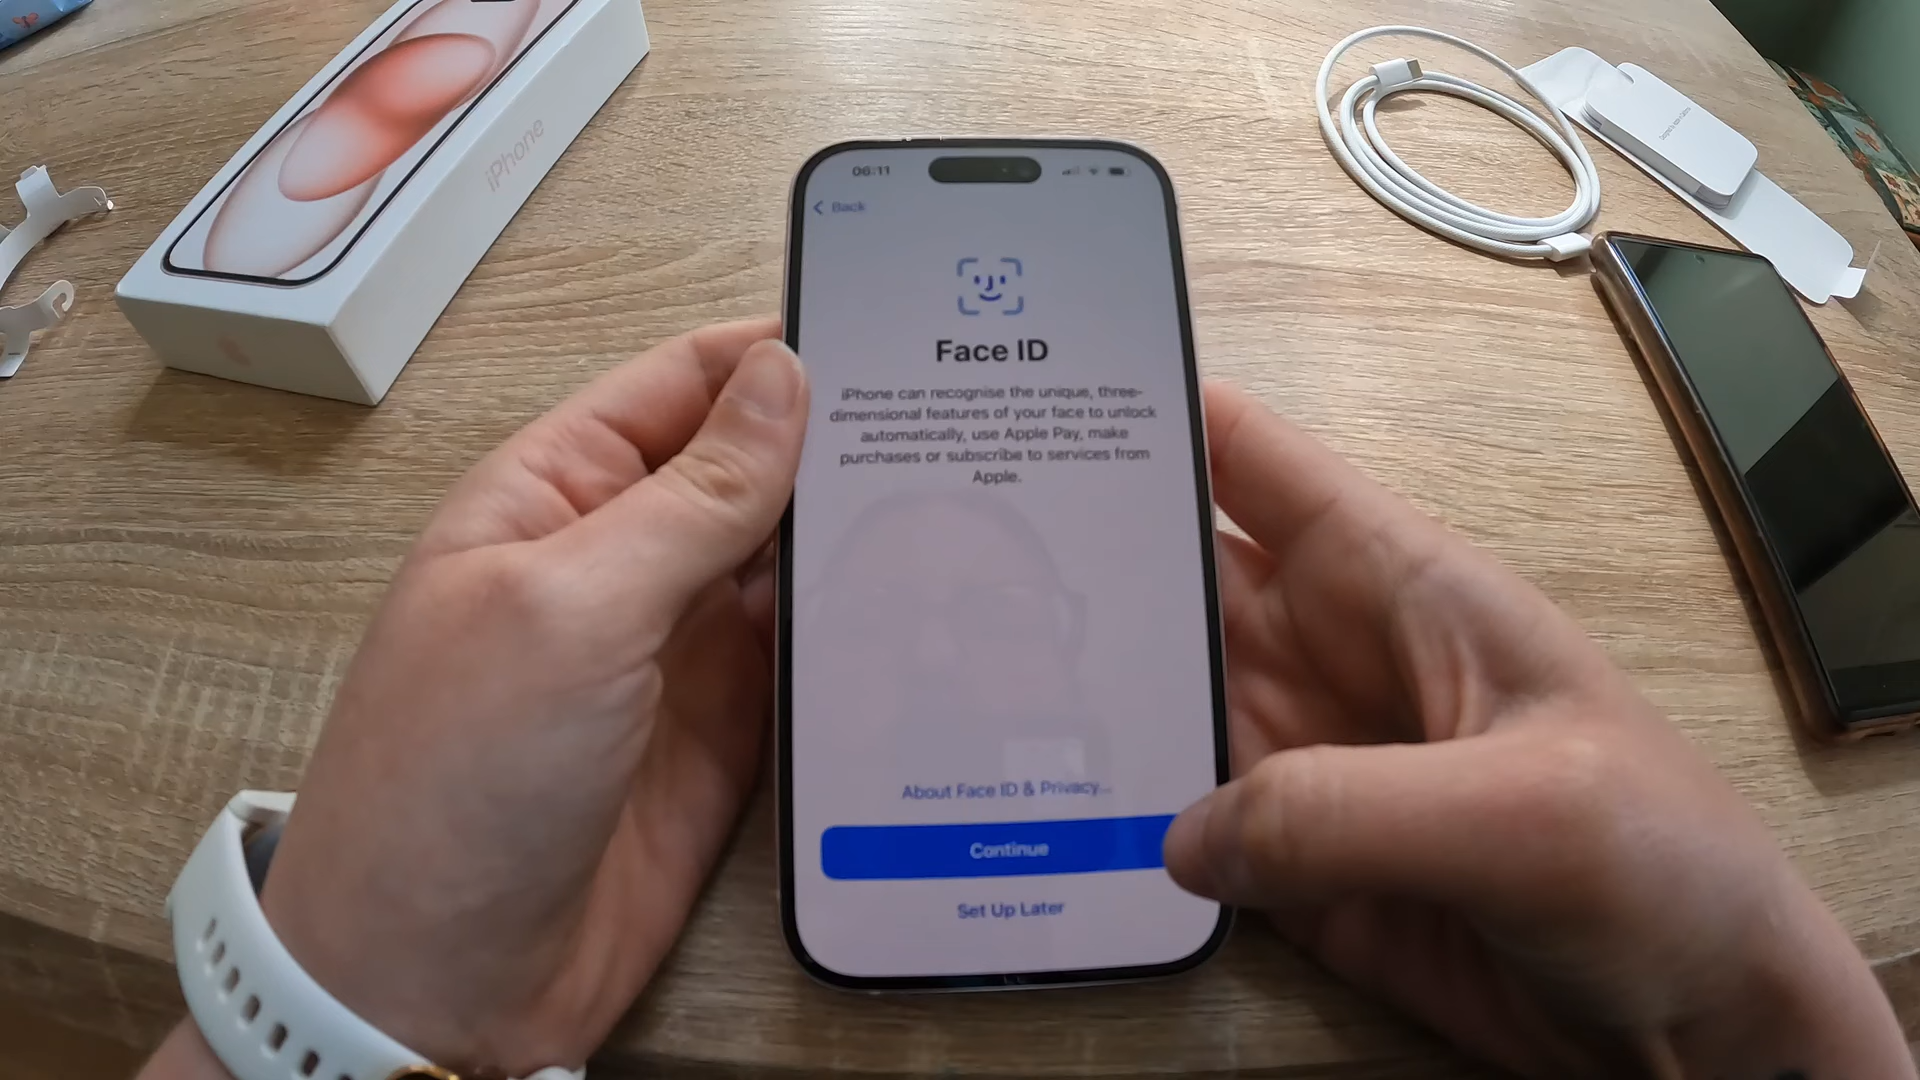 iPhone
06:11
Back
Face ID
iPhone can recognise the unique, three-
dimensional features of your face to unlock
automatically, use Apple Pay, make
purchases or subscribe to services from
Apple.
About Face ID & Privacy...
Continue
Set Up Later